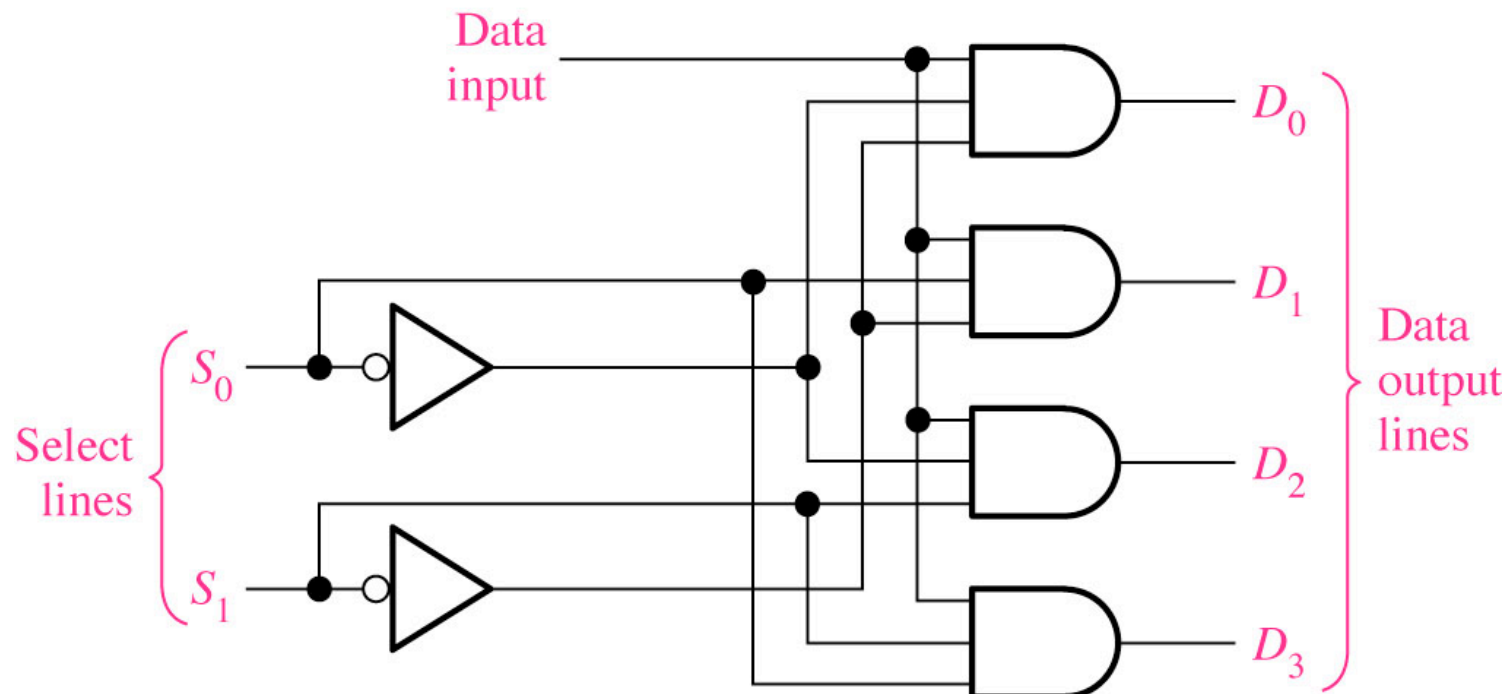 Data
input
D₀
D₁
Data
output
lines
S₀
Select
lines
D₂
S₁
D₃